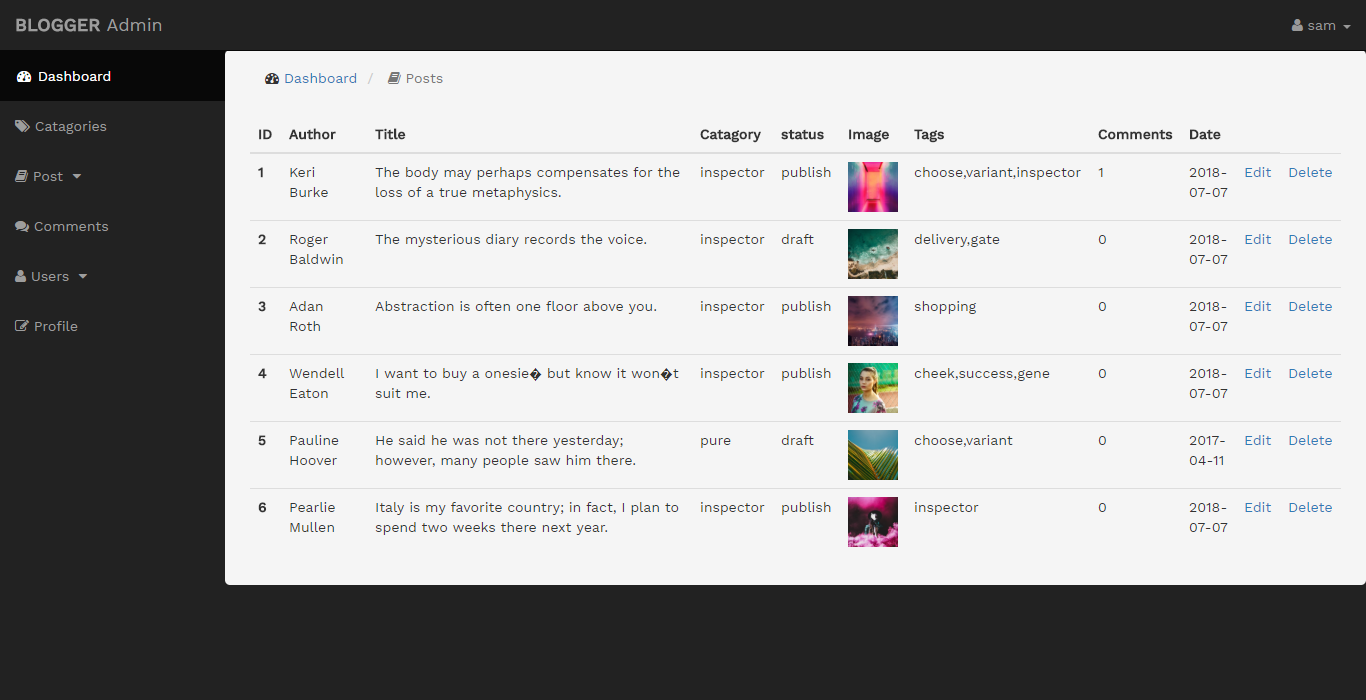 BLOGGER Admin
sam
Dashboard
Catagories
Post
Comments
Users
Profile
Dashboard / Posts
ID Author Title Catagory status Image Tags Comments Date
1 Keri The body may perhaps compensates for the inspector publish choose,variant,inspector 1 2018- Edit Delete
Burke loss of a true metaphysics. 07-07
2 Roger The mysterious diary records the voice. inspector draft delivery,gate 0 2018- Edit Delete
Baldwin 07-07
3 Adan Abstraction is often one floor above you. inspector publish shopping 0 2018- Edit Delete
Roth 07-07
4 Wendell I want to buy a onesie� but know it won�t inspector publish cheek,success,gene 0 2018- Edit Delete
Eaton suit me. 07-07
5 Pauline He said he was not there yesterday; pure draft choose,variant 0 2017- Edit Delete
Hoover however, many people saw him there. 04-11
6 Pearlie Italy is my favorite country; in fact, I plan to inspector publish inspector 0 2018- Edit Delete
Mullen spend two weeks there next year. 07-07